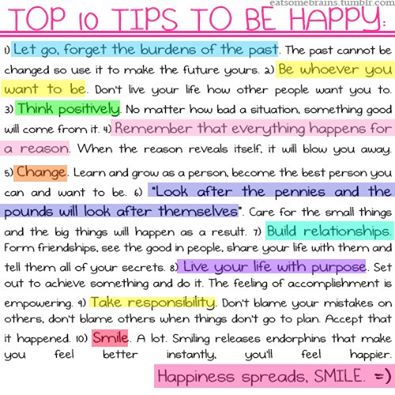 eatsomebrains.tumblr.com
TOP 10 TIPS TO BE HAPPY:
1) Let go, forget the burdens of the past. The past cannot be
changed so use it to make the future yours. 2) Be whoever you
want to be. Don't live your life how other people want you to.
3) Think positively. No matter how bad a situation, something good
will come from it. 4) Remember that everything happens for
a reason. When the reason reveals itself, it will blow you away.
5) Change. Learn and grow as a person, become the best person you
can and want to be. 6) "Look after the pennies and the
pounds will look after themselves". Care for the small things
and the big things will happen as a result. 7) Build relationships.
Form friendships, see the good in people, share your life with them and
tell them all of your secrets. 8) Live your life with purpose. Set
out to achieve something and do it. The feeling of accomplishment is
empowering. 9) Take responsibility. Don't blame your mistakes on
others, don't blame others when things don't go to plan. Accept that
it happened. 10) Smile. A lot. Smiling releases endorphins that make
you feel better instantly, you'll feel happier.
Happiness spreads, SMILE. =)